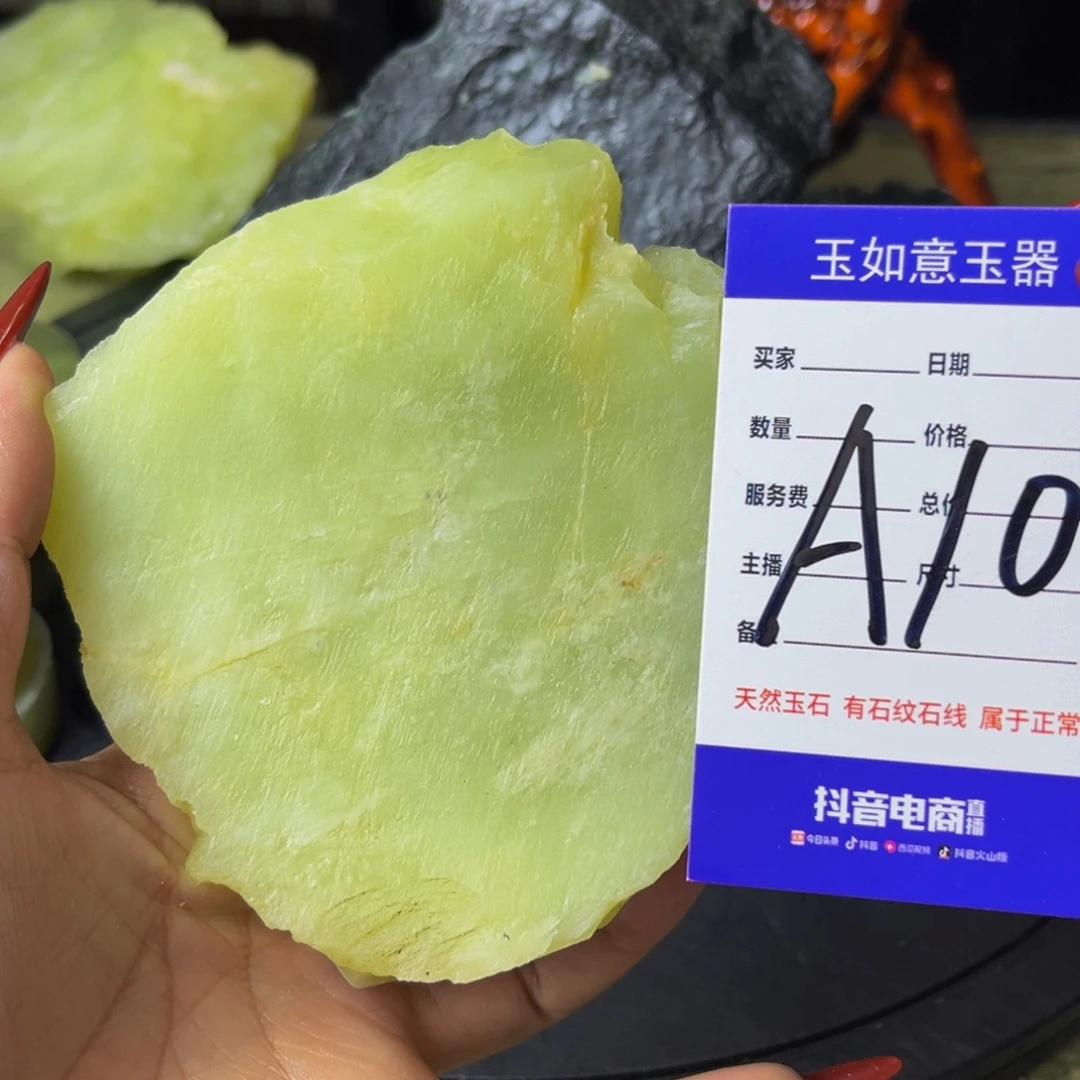 玉如意玉器
买家 日期
数量 价格
服务费 总价
主播 尺寸
备
A10
天然玉石 有石纹石线 属于正常
抖音电商直播
今日头条 抖音 西瓜视频 抖音火山版